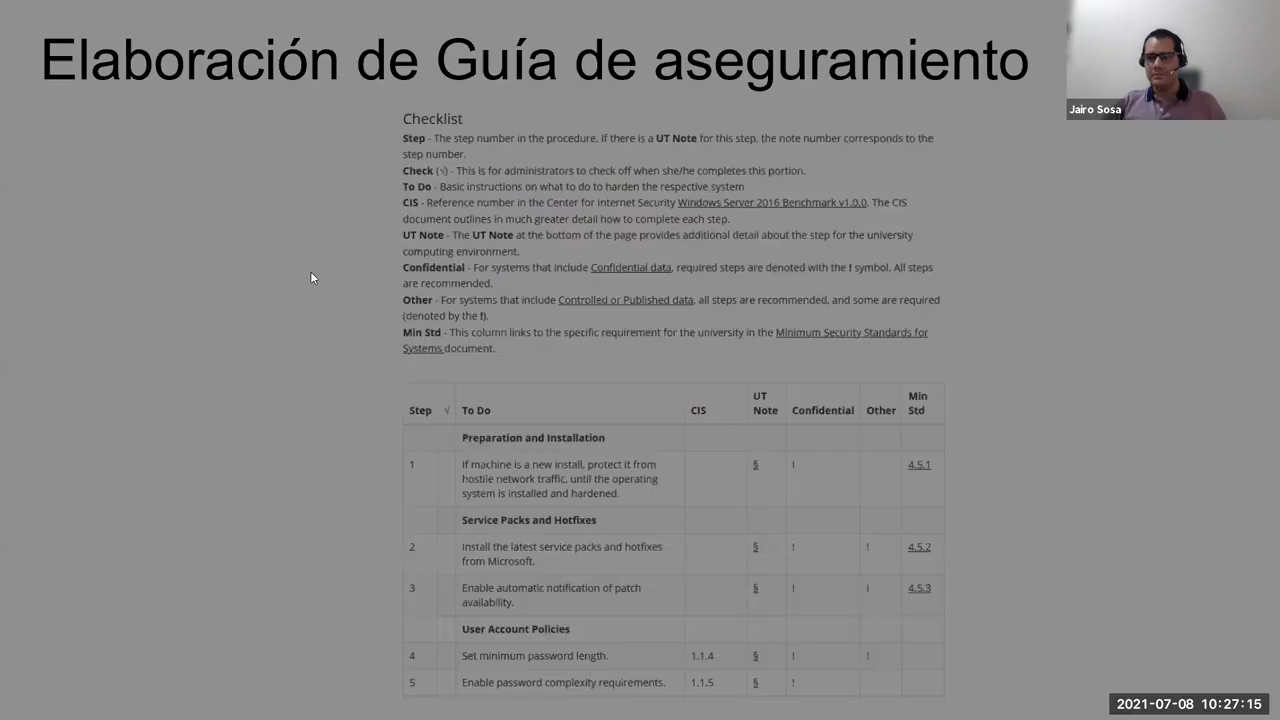 Elaboración de Guía de aseguramiento
Jairo Sosa
Checklist
Step - The step number in the procedure. If there is a UT Note for this step, the note number corresponds to the
step number.
Check (√) - This is for administrators to check off when she/he completes this portion.
To Do - Basic instructions on what to do to harden the respective system
CIS - Reference number in the Center for Internet Security Windows Server 2016 Benchmark v1.0.0. The CIS
document outlines in much greater detail how to complete each step.
UT Note - The UT Note at the bottom of the page provides additional detail about the step for the university
computing environment.
Confidential - For systems that include Confidential data, required steps are denoted with the ! symbol. All steps
are recommended.
Other - For systems that include Controlled or Published data, all steps are recommended, and some are required
(denoted by the !).
Min Std - This column links to the specific requirement for the university in the Minimum Security Standards for
Systems document.
Step √ To Do CIS UT Note Confidential Other Min Std
Preparation and Installation
1 If machine is a new install, protect it from § ! 4.5.1
hostile network traffic, until the operating
system is installed and hardened.
Service Packs and Hotfixes
2 Install the latest service packs and hotfixes § ! ! 4.5.2
from Microsoft.
3 Enable automatic notification of patch § ! ! 4.5.3
availability.
User Account Policies
4 Set minimum password length. 1.1.4 § ! !
5 Enable password complexity requirements. 1.1.5 § !
2021-07-08 10:27:15